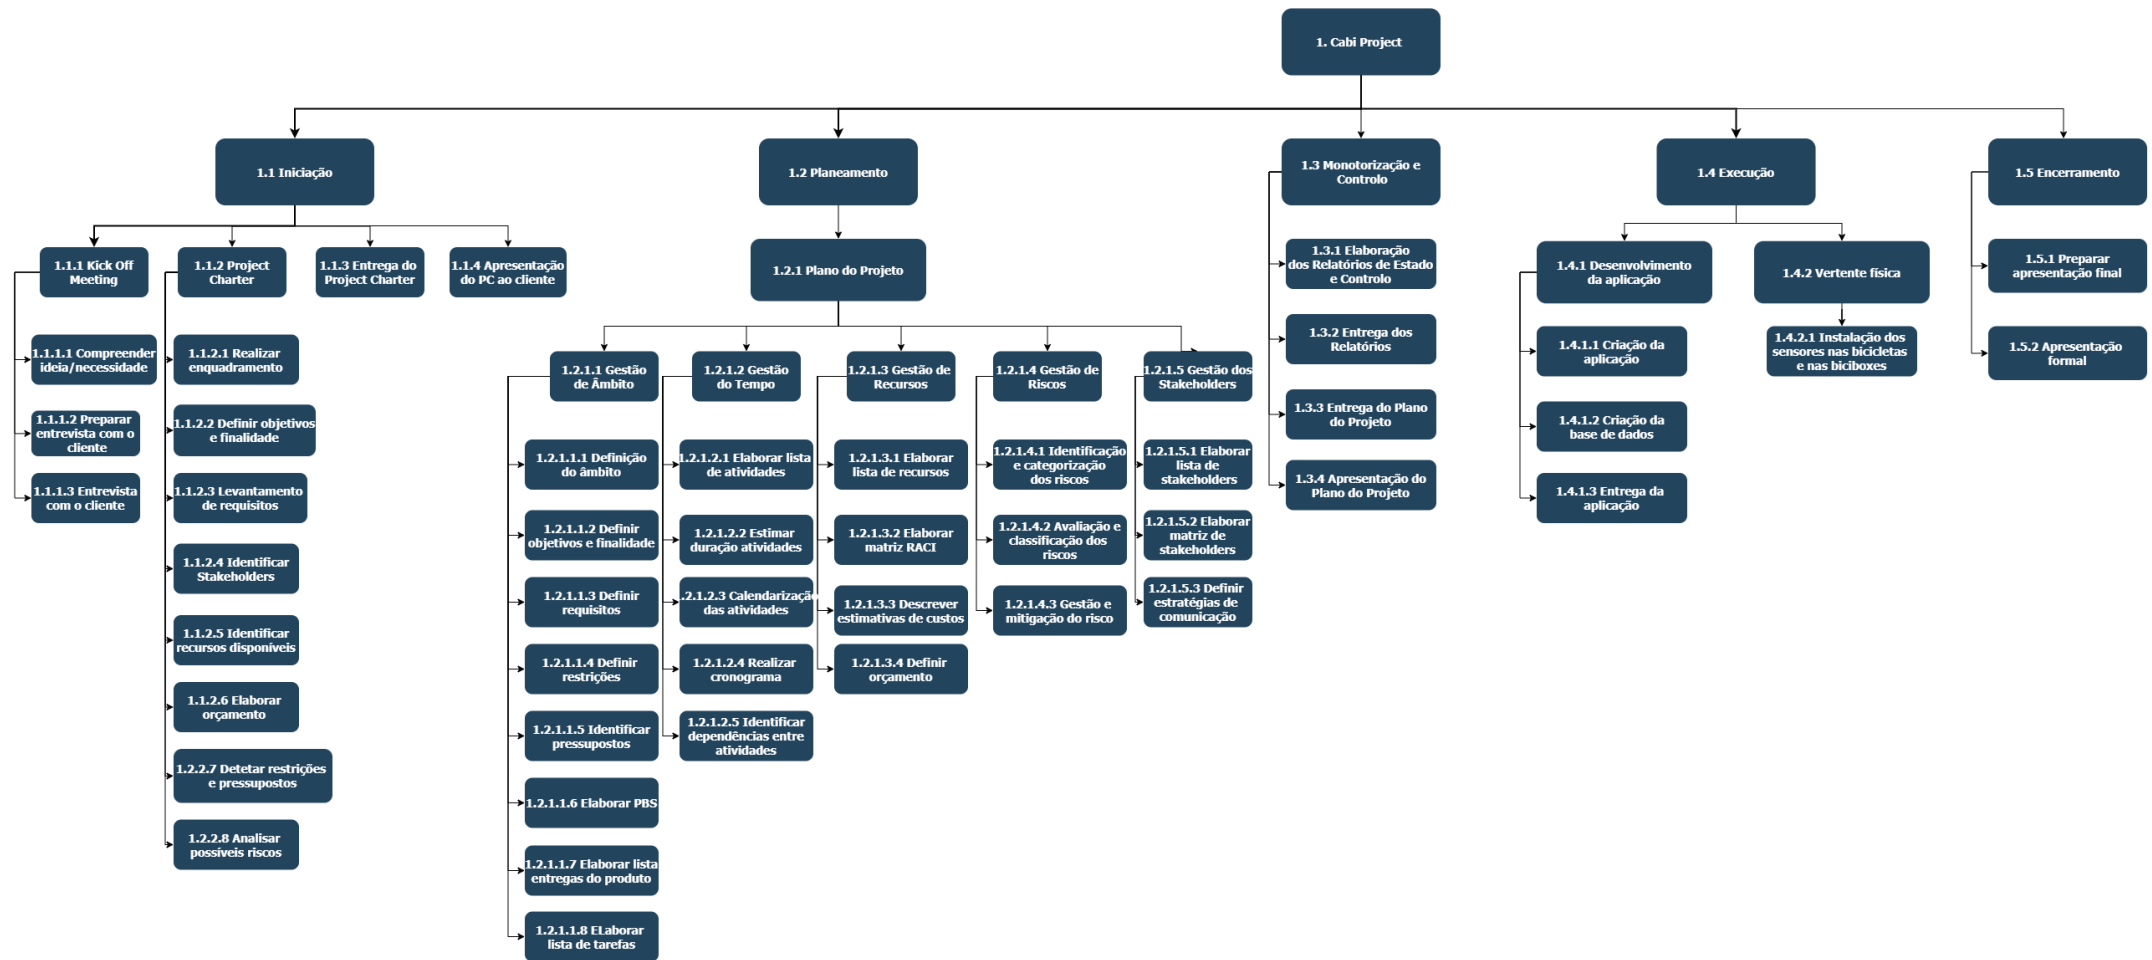 1. Cabi Project
1.1 Iniciação
1.2 Planeamento
1.3 Monotorização e
Controlo
1.4 Execução
1.5 Encerramento
1.1.1 Kick Off
Meeting
1.1.2 Project
Charter
1.1.3 Entrega do
Project Charter
1.1.4 Apresentação
do PC ao cliente
1.1.1.1 Compreender
ideia/necessidade
1.1.1.2 Preparar
entrevista com o
cliente
1.1.1.3 Entrevista
com o cliente
1.1.2.1 Realizar
enquadramento
1.1.2.2 Definir objetivos
e finalidade
1.1.2.3 Levantamento
de requisitos
1.1.2.4 Identificar
Stakeholders
1.1.2.5 Identificar
recursos disponíveis
1.1.2.6 Elaborar
orçamento
1.2.2.7 Detetar restrições
e pressupostos
1.2.2.8 Analisar
possíveis riscos
1.2.1 Plano do Projeto
1.2.1.1 Gestão
de Âmbito
1.2.1.2 Gestão
do Tempo
1.2.1.3 Gestão de
Recursos
1.2.1.4 Gestão de
Riscos
1.2.1.5 Gestão dos
Stakeholders
1.2.1.1.1 Definição
do âmbito
1.2.1.1.2 Definir
objetivos e finalidade
1.2.1.1.3 Definir
requisitos
1.2.1.1.4 Definir
restrições
1.2.1.1.5 Identificar
pressupostos
1.2.1.1.6 Elaborar PBS
1.2.1.1.7 Elaborar lista
entregas do produto
1.2.1.1.8 ELaborar
lista de tarefas
1.2.1.2.1 Elaborar lista
de atividades
1.2.1.2.2 Estimar
duração atividades
1.2.1.2.3 Calendarização
das atividades
1.2.1.2.4 Realizar
cronograma
1.2.1.2.5 Identificar
dependências entre
atividades
1.2.1.3.1 Elaborar
lista de recursos
1.2.1.3.2 Elaborar
matriz RACI
1.2.1.3.3 Descrever
estimativas de custos
1.2.1.3.4 Definir
orçamento
1.2.1.4.1 Identificação
e categorização
dos riscos
1.2.1.4.2 Avaliação e
classificação dos
riscos
1.2.1.4.3 Gestão e
mitigação do risco
1.2.1.5.1 Elaborar
lista de
stakeholders
1.2.1.5.2 Elaborar
matriz de
stakeholders
1.2.1.5.3 Definir
estratégias de
comunicação
1.3.1 Elaboração
dos Relatórios de Estado
e Controlo
1.3.2 Entrega dos
Relatórios
1.3.3 Entrega do Plano
do Projeto
1.3.4 Apresentação do
Plano do Projeto
1.4.1 Desenvolvimento
da aplicação
1.4.2 Vertente física
1.4.1.1 Criação da
aplicação
1.4.1.2 Criação da
base de dados
1.4.1.3 Entrega da
aplicação
1.4.2.1 Instalação dos
sensores nas bicicletas
e nas biciboxes
1.5.1 Preparar
apresentação final
1.5.2 Apresentação
formal